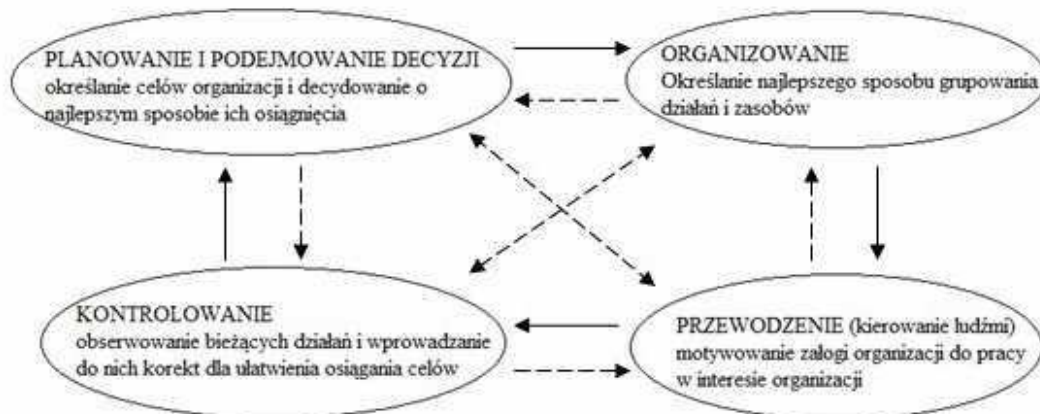 PLANOWANIE I PODEJMOWANIE DECYZJI
określanie celów organizacji i decydowanie o
najlepszym sposobie ich osiągnięcia
ORGANIZOWANIE
Określanie najlepszego sposobu grupowania
działań i zasobów
KONTROLOWANIE
obserwowanie bieżących działań i wprowadzanie
do nich korekt dla ułatwienia osiągania celów
PRZEWODZENIE (kierowanie ludźmi)
motywowanie załogi organizacji do pracy
w interesie organizacji